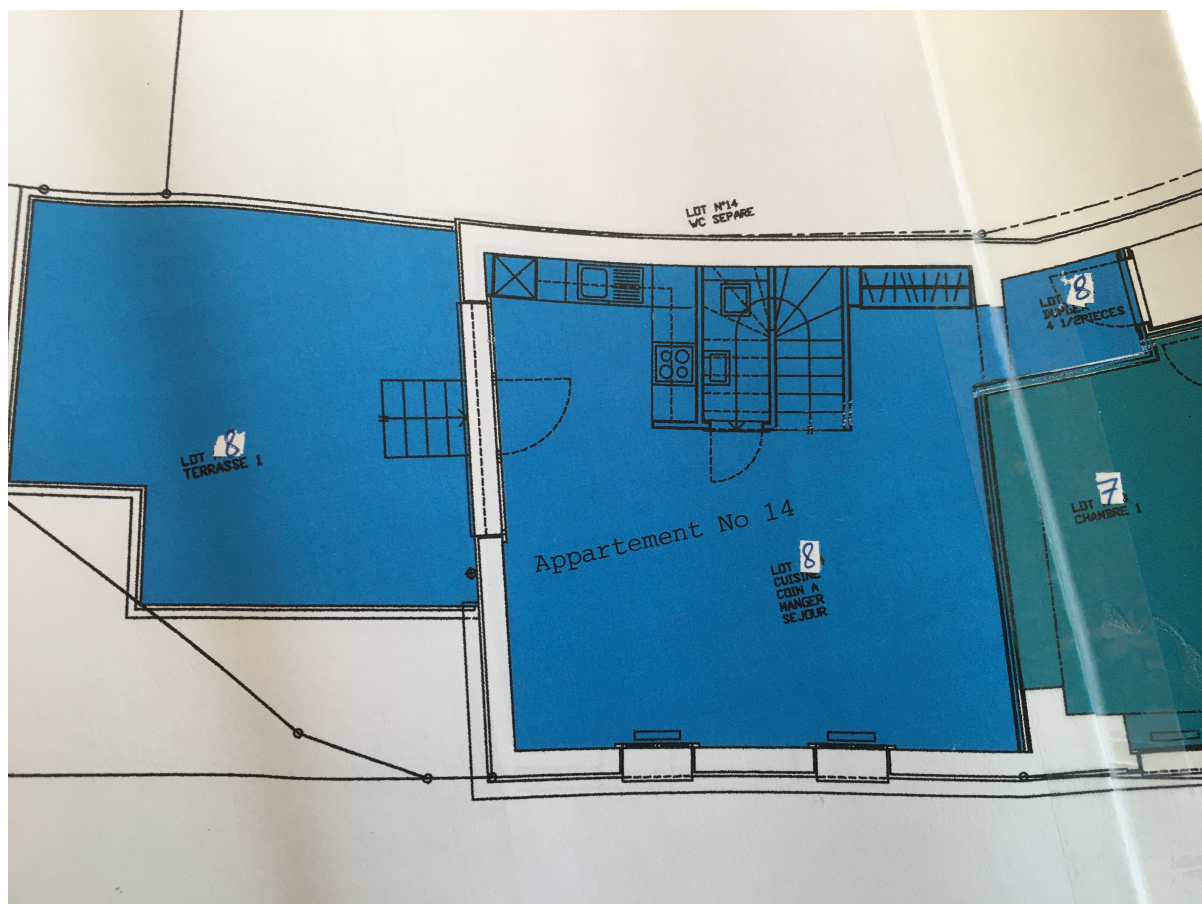 LOT N°14
WC SEPARE
LOT 8
DUPLEX
4 1/2PIECES
LOT 8
TERRASSE 1
LOT 7
CHAMBRE 1
Appartement No 14
LOT 8
CUISINE
COIN A
MANGER
SEJOUR